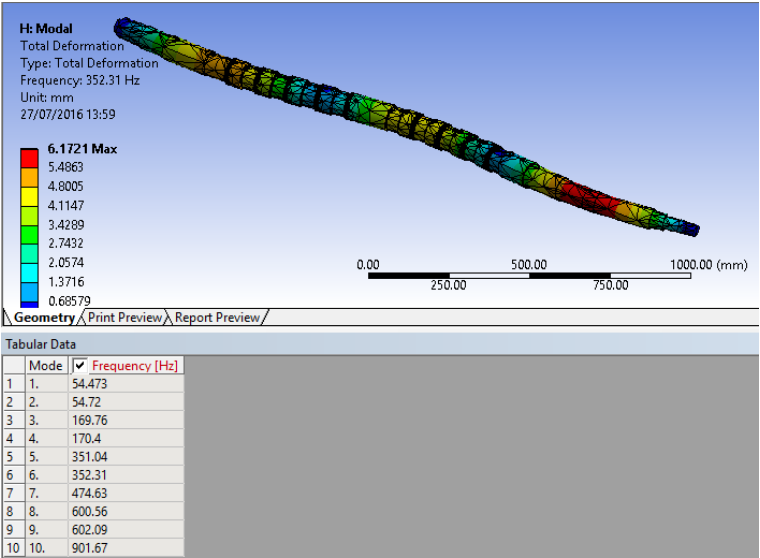 H: Modal
Total Deformation
Type: Total Deformation
Frequency: 352.31 Hz
Unit: mm
27/07/2016 13:59
6.1721 Max
5.4863
4.8005
4.1147
3.4289
2.7432
2.0574
1.3716
0.68579
0.00 500.00 1000.00 (mm)
250.00 750.00
Geometry Print Preview Report Preview
Tabular Data
Mode Frequency [Hz]
1 1. 54.473
2 2. 54.72
3 3. 169.76
4 4. 170.4
5 5. 351.04
6 6. 352.31
7 7. 474.63
8 8. 600.56
9 9. 602.09
10 10. 901.67